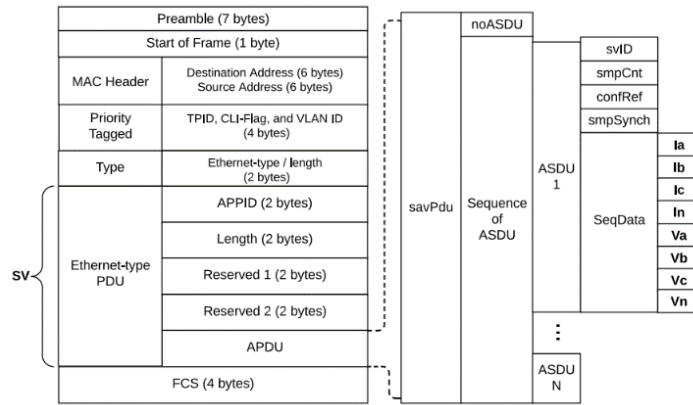 Preamble (7 bytes)
Start of Frame (1 byte)
MAC Header
Destination Address (6 bytes)
Source Address (6 bytes)
Priority
Tagged
TPID, CLI-Flag, and VLAN ID
(4 bytes)
Type
Ethernet-type / length
(2 bytes)
SV
Ethernet-type
PDU
APPID (2 bytes)
Length (2 bytes)
Reserved 1 (2 bytes)
Reserved 2 (2 bytes)
APDU
FCS (4 bytes)
savPdu
noASDU
Sequence
of
ASDU
ASDU
1
svID
smpCnt
confRef
smpSynch
SeqData
Ia
Ib
Ic
In
Va
Vb
Vc
Vn
ASDU
N